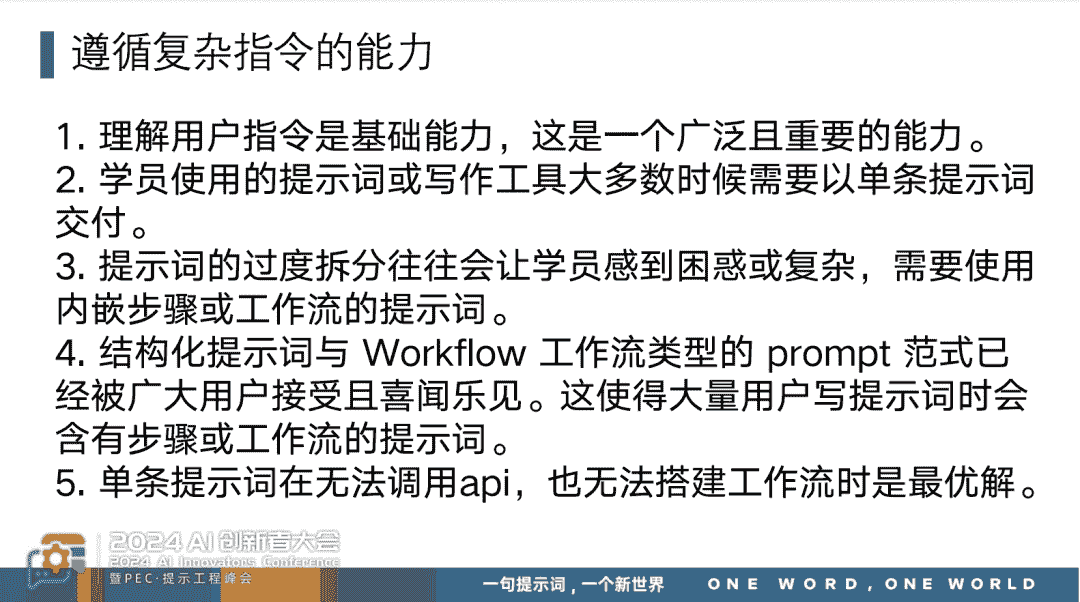 遵循复杂指令的能力
1. 理解用户指令是基础能力，这是一个广泛且重要的能力。
2. 学员使用的提示词或写作工具大多数时候需要以单条提示词
交付。
3. 提示词的过度拆分往往会让学员感到困惑或复杂，需要使用
内嵌步骤或工作流的提示词。
4. 结构化提示词与 Workflow 工作流类型的 prompt 范式已
经被广大用户接受且喜闻乐见。这使得大量用户写提示词时会
含有步骤或工作流的提示词。
5. 单条提示词在无法调用api，也无法搭建工作流时是最优解。
2024 AI 创新者大会
2024 AI Innovators Conference
暨PEC·提示工程峰会
一句提示词，一个新世界
ONE WORD, ONE WORLD